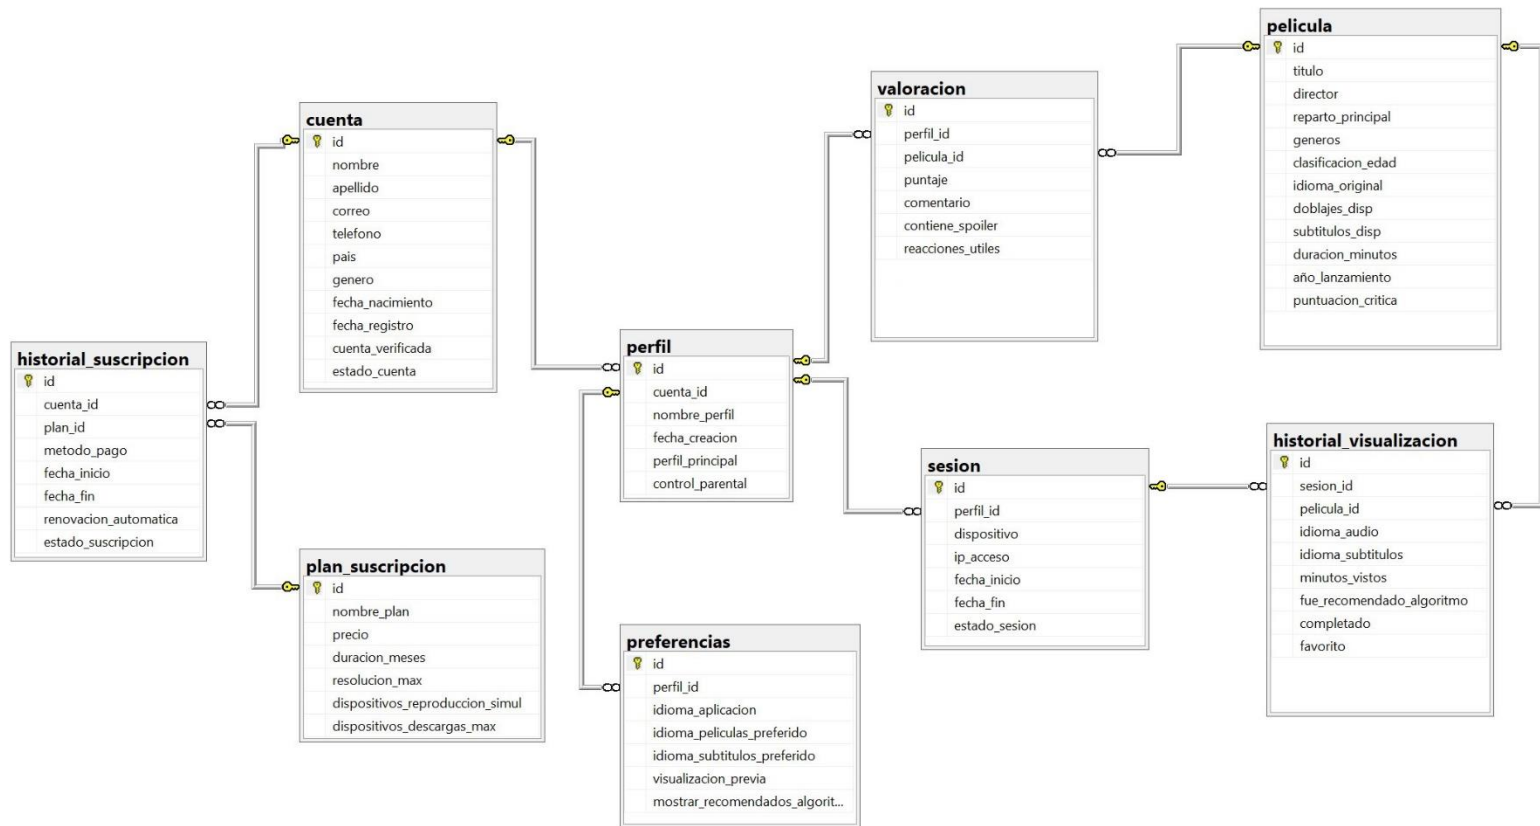 cuenta
id
nombre
apellido
correo
telefono
pais
genero
fecha_nacimiento
fecha_registro
cuenta_verificada
estado_cuenta
historial_suscripcion
id
cuenta_id
plan_id
metodo_pago
fecha_inicio
fecha_fin
renovacion_automatica
estado_suscripcion
plan_suscripcion
id
nombre_plan
precio
duracion_meses
resolucion_max
dispositivos_reproduccion_simul
dispositivos_descargas_max
perfil
id
cuenta_id
nombre_perfil
fecha_creacion
perfil_principal
control_parental
preferencias
id
perfil_id
idioma_aplicacion
idioma_peliculas_preferido
idioma_subtitulos_preferido
visualizacion_previa
mostrar_recomendados_algorit...
valoracion
id
perfil_id
pelicula_id
puntaje
comentario
contiene_spoiler
reacciones_utiles
sesion
id
perfil_id
dispositivo
ip_acceso
fecha_inicio
fecha_fin
estado_sesion
pelicula
id
titulo
director
reparto_principal
generos
clasificacion_edad
idioma_original
doblajes_disp
subtitulos_disp
duracion_minutos
año_lanzamiento
puntuacion_critica
historial_visualizacion
id
sesion_id
pelicula_id
idioma_audio
idioma_subtitulos
minutos_vistos
fue_recomendado_algoritmo
completado
favorito